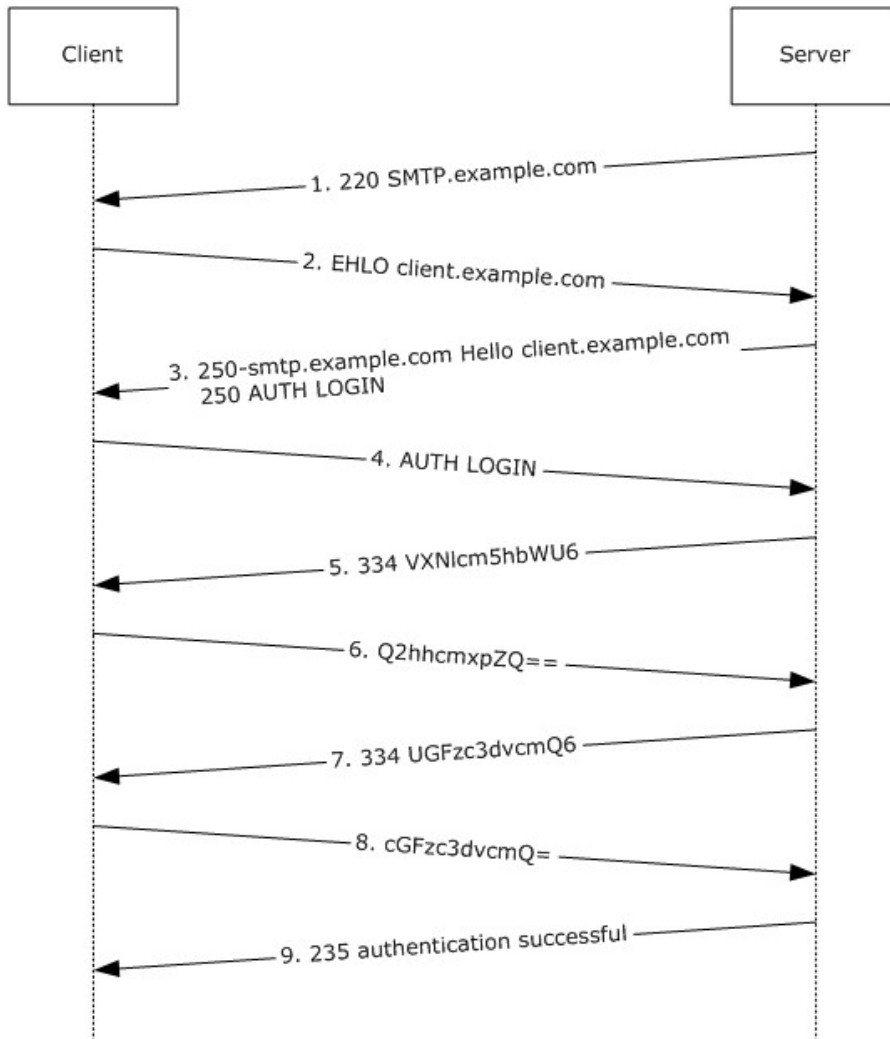 Client
Server
1. 220 SMTP.example.com
2. EHLO client.example.com
3. 250-smtp.example.com Hello client.example.com
250 AUTH LOGIN
4. AUTH LOGIN
5. 334 VXNlcm5hbWU6
6. Q2hhcmxpZQ==
7. 334 UGFzc3dvcmQ6
8. cGFzc3dvcmQ=
9. 235 authentication successful